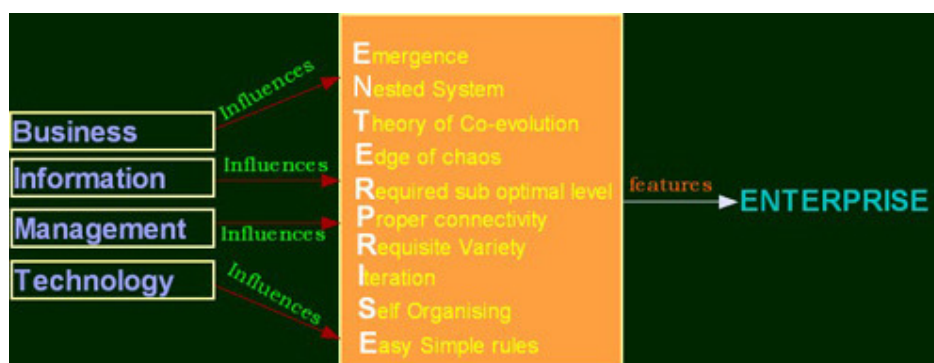 Business
Information
Management
Technology
Influences
Influences
Influences
Influences
Emergence
Nested System
Theory of Co-evolution
Edge of chaos
Required sub optimal level
Proper connectivity
Requisite Variety
Iteration
Self Organising
Easy Simple rules
features
ENTERPRISE